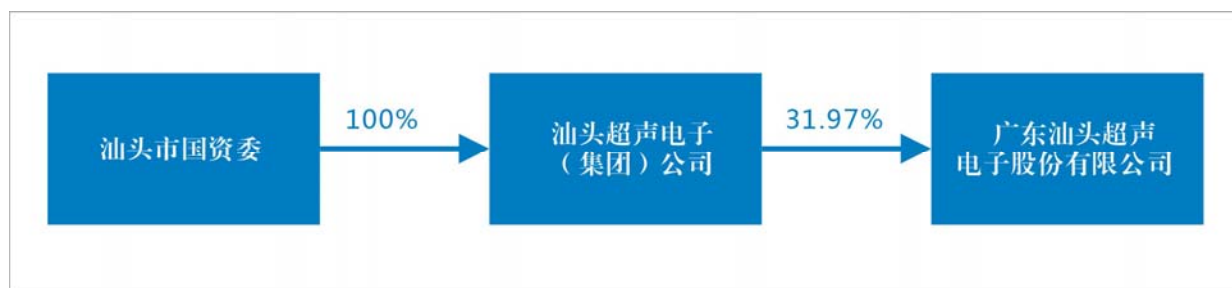 汕头市国资委
100%
汕头超声电子
（集团）公司
31.97%
广东汕头超声
电子股份有限公司